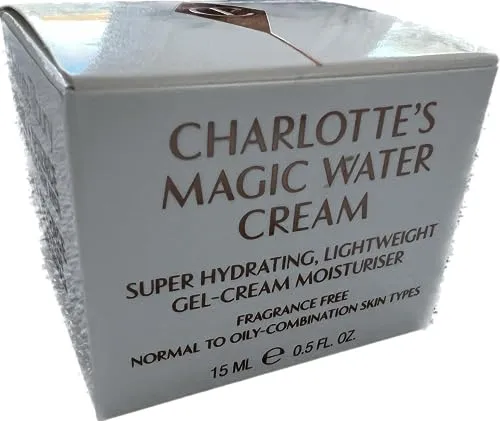 CHARLOTTE'S
MAGIC WATER
CREAM
SUPER HYDRATING, LIGHTWEIGHT
GEL-CREAM MOISTURISER
FRAGRANCE FREE
NORMAL TO OILY-COMBINATION SKIN TYPES
15 ML ℮ 0.5 FL. OZ.